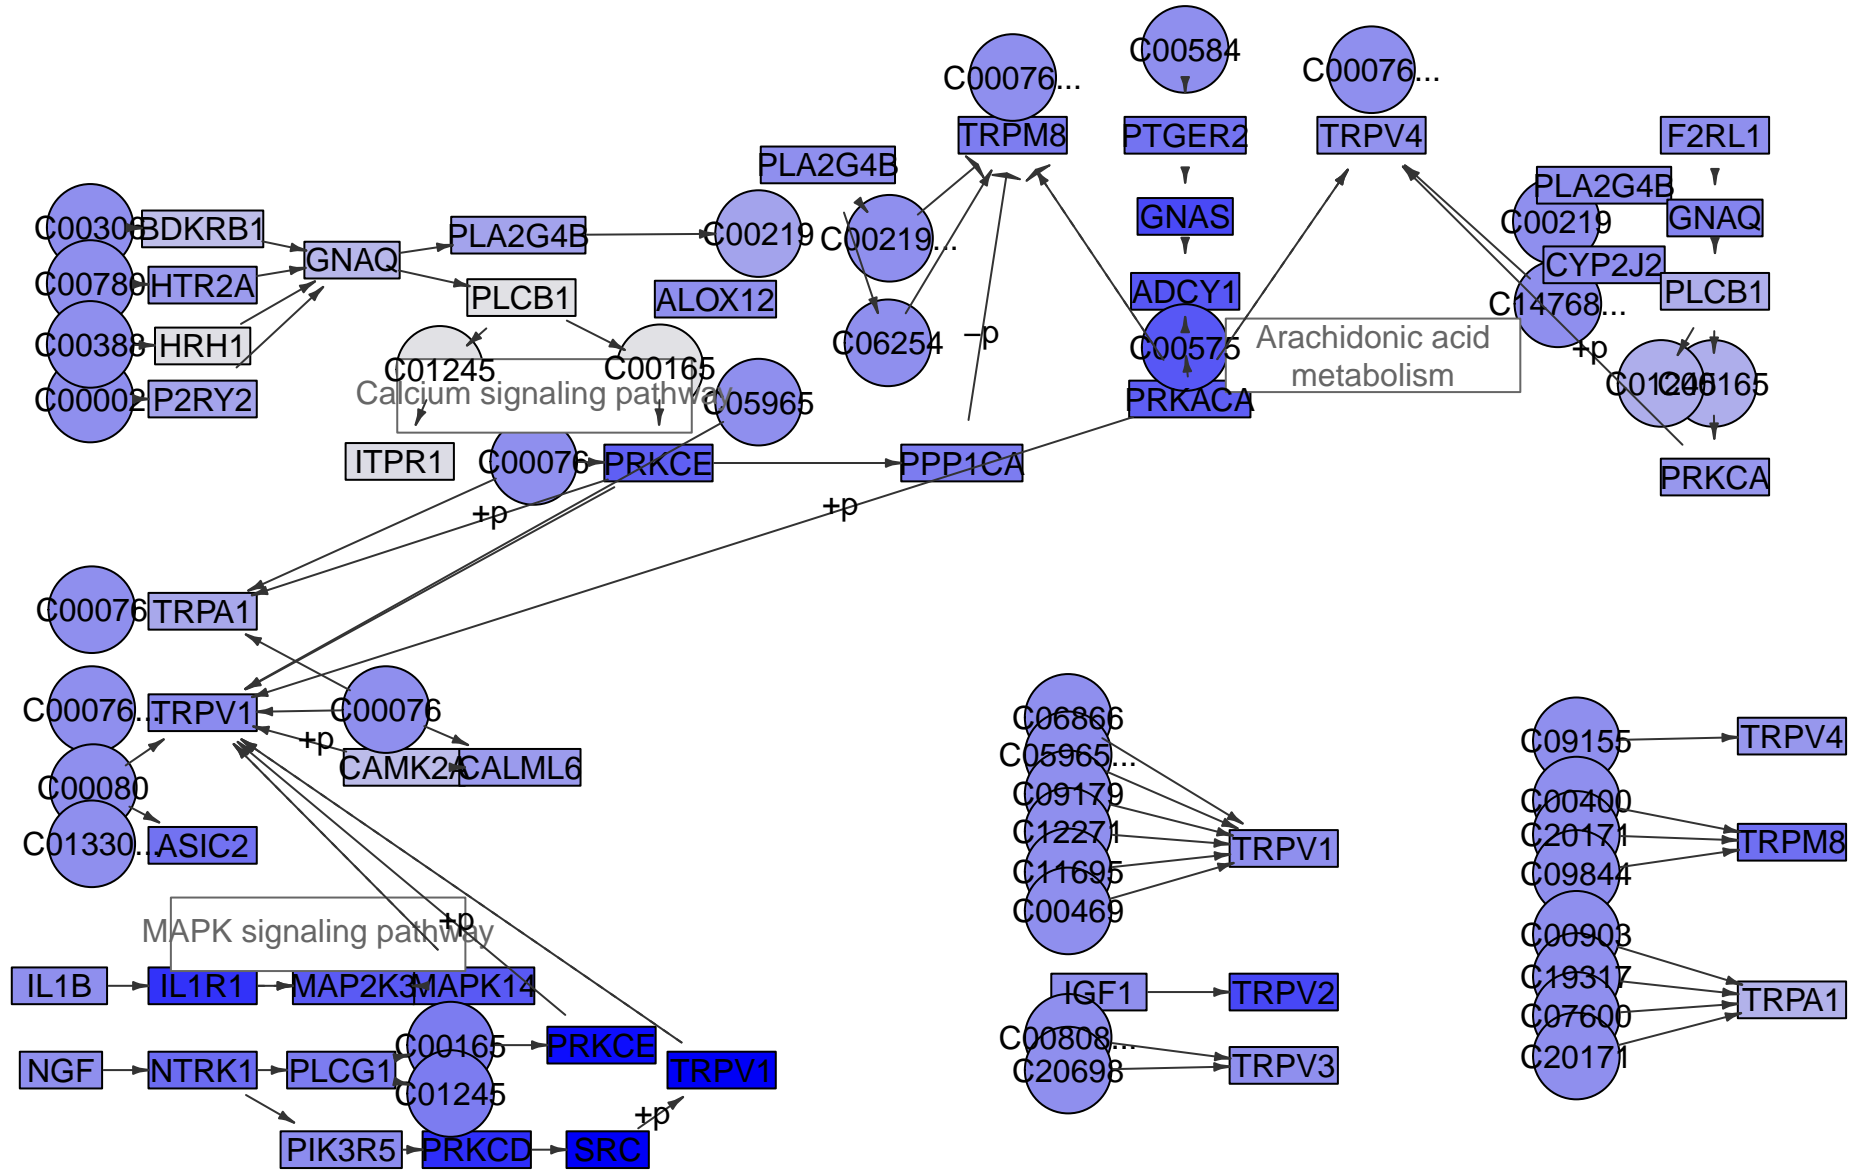 C00584
C00076...
C00076...
TRPM8
PTGER2
TRPV4
F2RL1
PLA2G4B
PLA2G4B
BDKRB1
GNAS
C00219
GNAQ
PLA2G4B
C00219
C00219...
GNAQ
CYP2J2
C00780
HTR2A
PLCB1
ALOX12
ADCY1
C14768...
PLCB1
C00388
HRH1
C06254
–p
C00575
Arachidonic acid
metabolism
+p
C01245
C00165
Calcium signaling pathway
C01245
C00165
C00002
P2RY2
C05965
PRKACA
ITPR1
C00076
PRKCE
PPP1CA
PRKCA
+p
+p
C00076
TRPA1
C00076...
TRPV1
C00076
+p
CAMK2A
CALML6
C00080
C01330...
ASIC2
C06866
C05965...
C09179
C12271
C11695
C00469
TRPV1
C09155
TRPV4
C00400
C20171
C09844
TRPM8
+p
MAPK signaling pathway
C00903
C19317
C07600
C20171
TRPA1
IL1B
IL1R1
MAP2K3
MAPK14
IGF1
TRPV2
C00808...
C20698
TRPV3
NGF
NTRK1
PLCG1
C00165
C01245
PRKCE
TRPV1
+p
PIK3R5
PRKCD
SRC